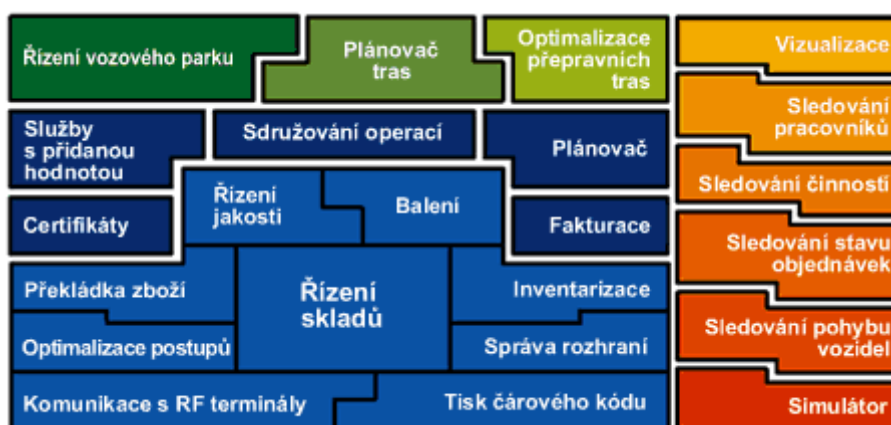 Řízení vozového parku
Plánovač
tras
Optimalizace
přepravních
tras
Vizualizace
Sledování
pracovníků
Služby
s přidanou
hodnotou
Sdružování operací
Plánovač
Sledování činností
Řízení
jakosti
Balení
Certifikáty
Fakturace
Sledování stavu
objednávek
Překládka zboží
Řízení
skladů
Inventarizace
Optimalizace postupů
Správa rozhraní
Sledování pohybu
vozidel
Komunikace s RF terminály
Tisk čárového kódu
Simulátor